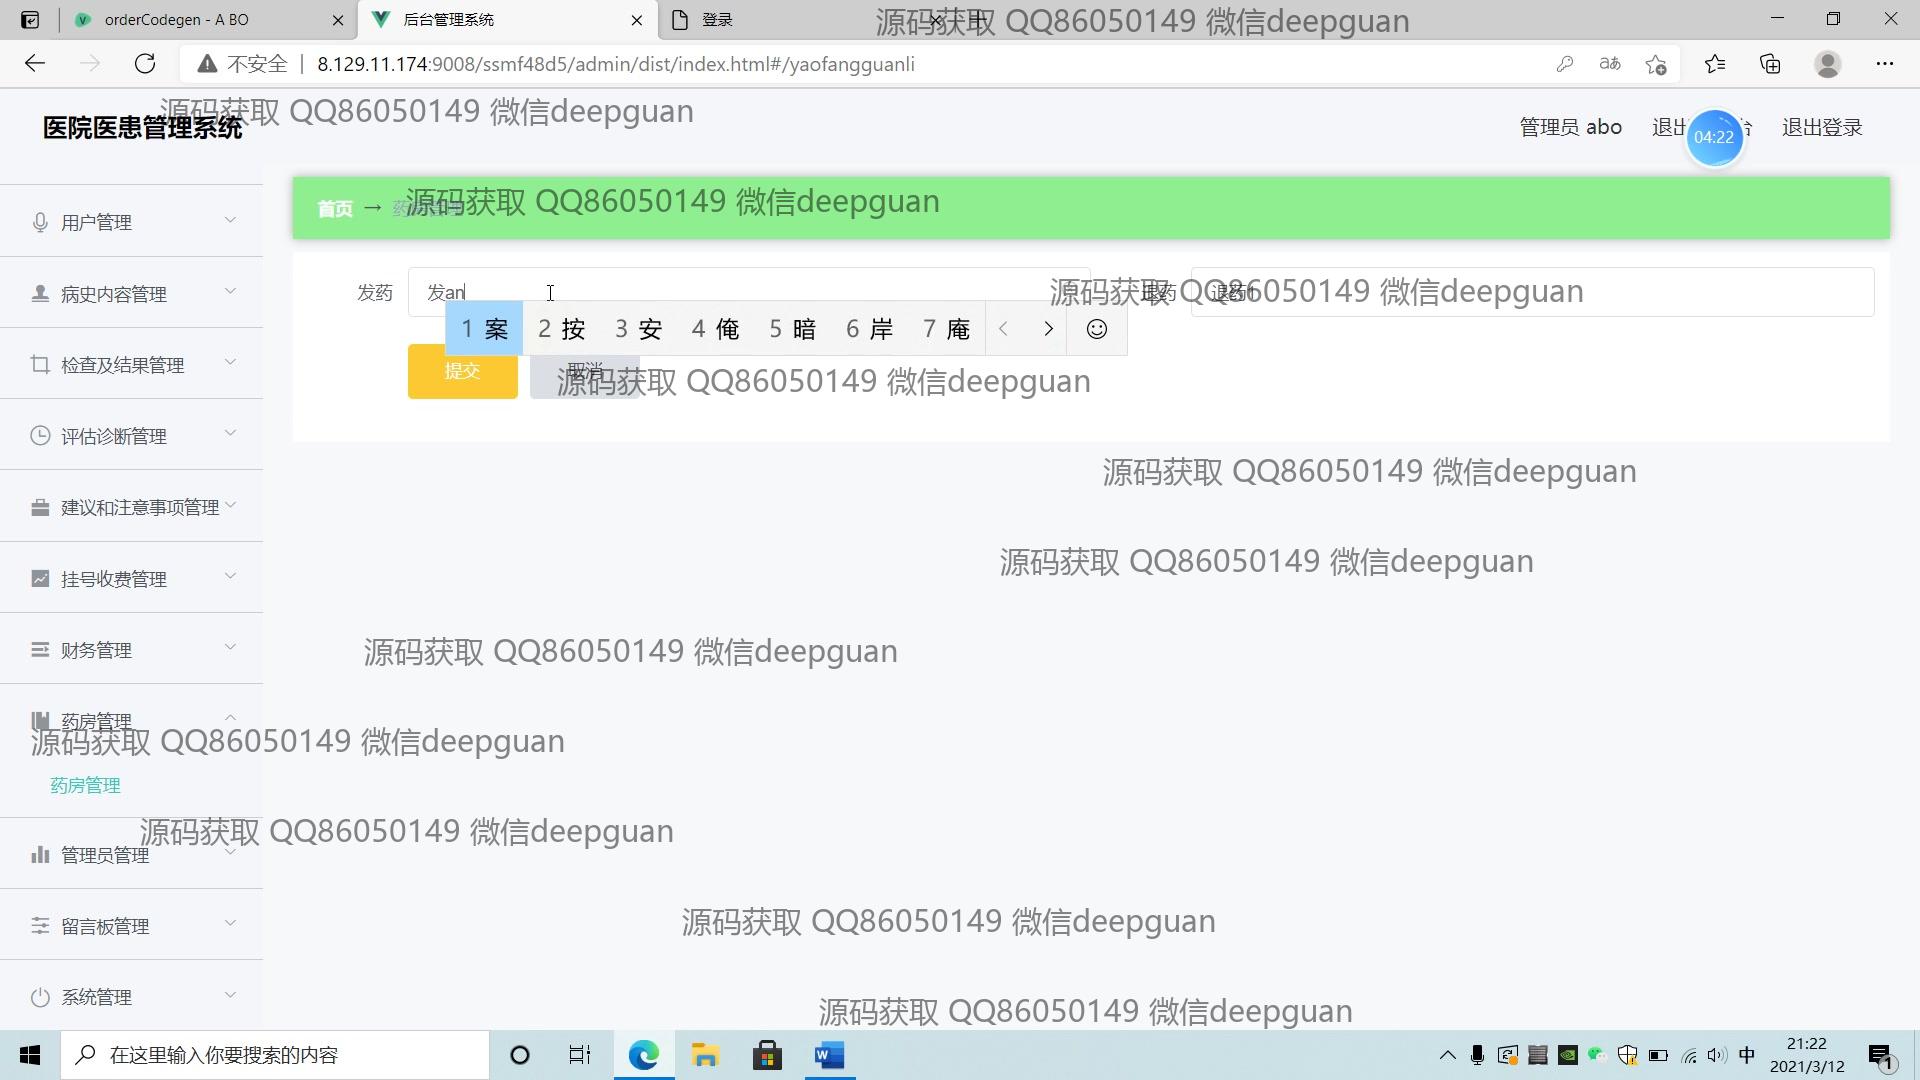 orderCodegen - A BO
后台管理系统
登录
源码获取 QQ86050149 微信deepguan
不安全
8.129.11.174:9008/ssmf48d5/admin/dist/index.html#/yaofangguanli
源码获取 QQ86050149 微信deepguan
医院医患管理系统
管理员 abo
04:22
退出登录
首页 → 药房管理
源码获取 QQ86050149 微信deepguan
用户管理
发药
发an
退药
源码获取 QQ86050149 微信deepguan
病史内容管理
1 案 2 按 3 安 4 俺 5 暗 6 岸 7 庵
提交
取消
源码获取 QQ86050149 微信deepguan
检查及结果管理
评估诊断管理
源码获取 QQ86050149 微信deepguan
建议和注意事项管理
源码获取 QQ86050149 微信deepguan
挂号收费管理
财务管理
源码获取 QQ86050149 微信deepguan
药房管理
源码获取 QQ86050149 微信deepguan
药房管理
源码获取 QQ86050149 微信deepguan
管理员管理
留言板管理
源码获取 QQ86050149 微信deepguan
系统管理
源码获取 QQ86050149 微信deepguan
在这里输入你要搜索的内容
中
21:22
2021/3/12
1